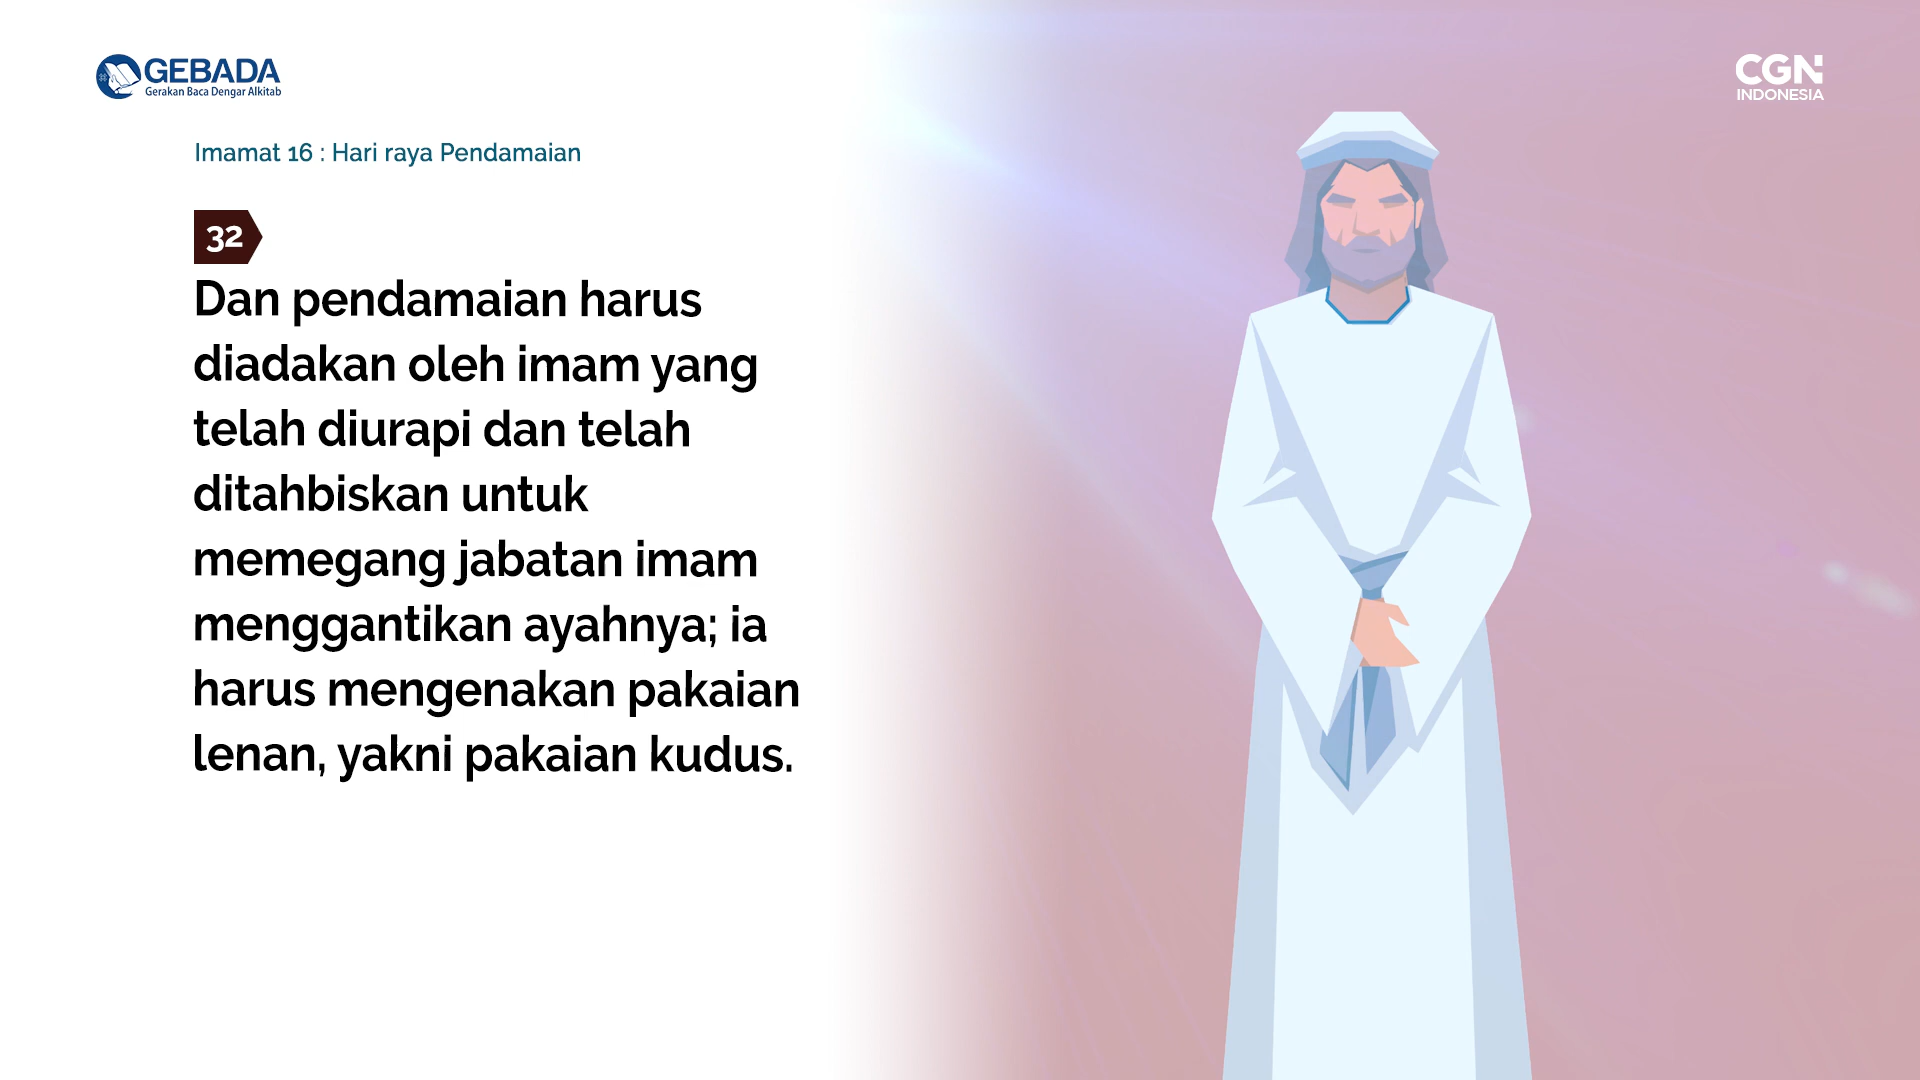 GEBADA
Gerakan Baca Dengar Alkitab
CGN
INDONESIA
Imamat 16 : Hari raya Pendamaian
32
Dan pendamaian harus
diadakan oleh imam yang
telah diurapi dan telah
ditahbiskan untuk
memegang jabatan imam
menggantikan ayahnya; ia
harus mengenakan pakaian
lenan, yakni pakaian kudus.